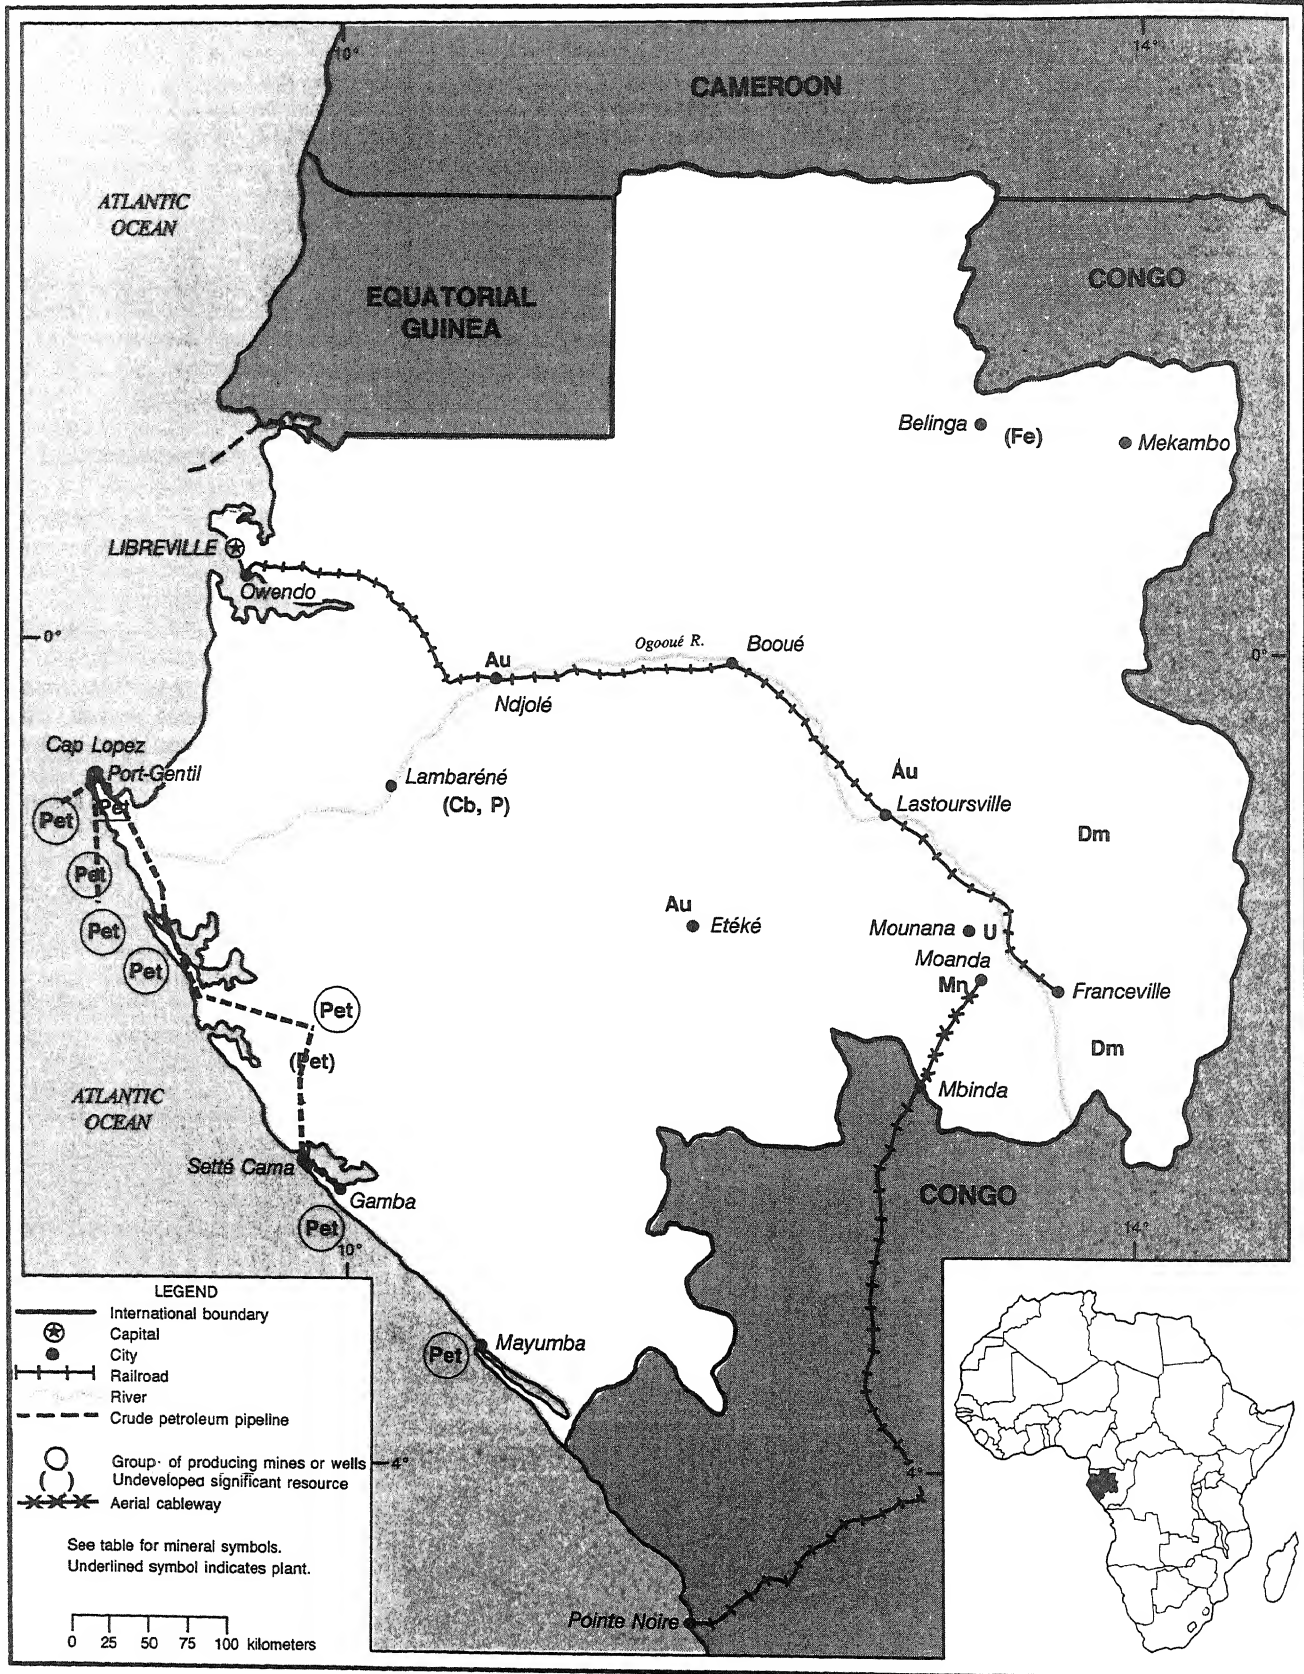 10°
14°
CAMEROON
ATLANTIC
OCEAN
EQUATORIAL
GUINEA
CONGO
Belinga
(Fe)
Mekambo
LIBREVILLE
Owendo
0°
Ogooué R.
Booué
0°
Au
Ndjolé
Cap Lopez
Port-Gentil
Lambaréné
(Cb, P)
Au
Lastoursville
Pet
Pet
Dm
Pet
Au
Etéké
Pet
Mounana
U
Moanda
Pet
Mn
Franceville
Pet
(Pet)
Dm
ATLANTIC
OCEAN
Mbinda
Setté Cama
Gamba
CONGO
Pet
10°
14°
Mayumba
Pet
4°
4°
Pointe Noire
LEGEND
International boundary
Capital
City
Railroad
River
Crude petroleum pipeline
Group of producing mines or wells
( ) Undeveloped significant resource
Aerial cableway
See table for mineral symbols.
Underlined symbol indicates plant.
0 25 50 75 100 kilometers